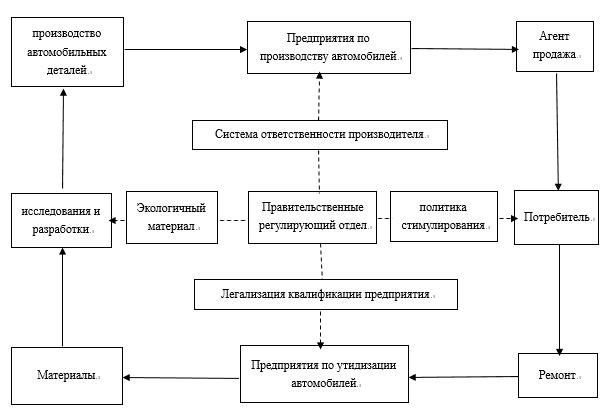 производство
автомобильных
деталей.
Предприятия по
производству автомобилей.
Агент
продажа.
Система ответственности производителя.
исследования и
разработки.
Экологичный
материал.
Правительственные
регулирующий отдел.
политика
стимулирования.
Потребитель.
Легализация квалификации предприятия.
Материалы.
Предприятия по утидизации
автомобилей.
Ремонт.